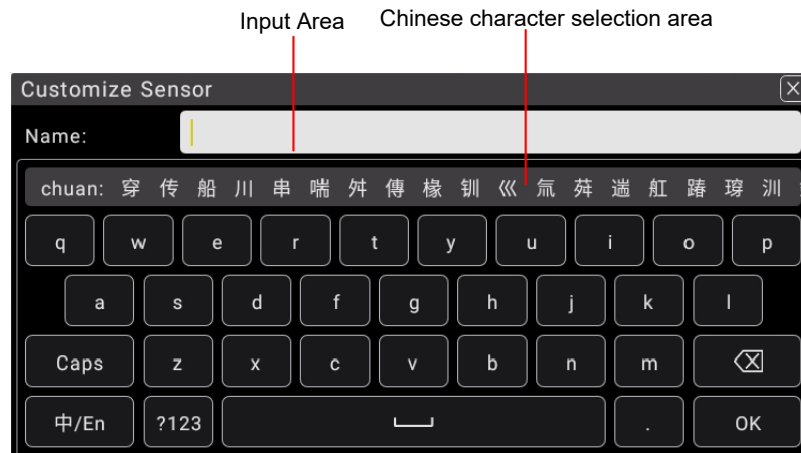 Input Area Chinese character selection area
Customize Sensor
Name:
chuan: 穿 传 船 川 串 喘 舛 傳 椽 钏 巛 氚 荈 遄 舡 踳 瑏 汌
q w e r t y u i o p
a s d f g h j k l
Caps z x c v b n m
中/En ?123 . OK